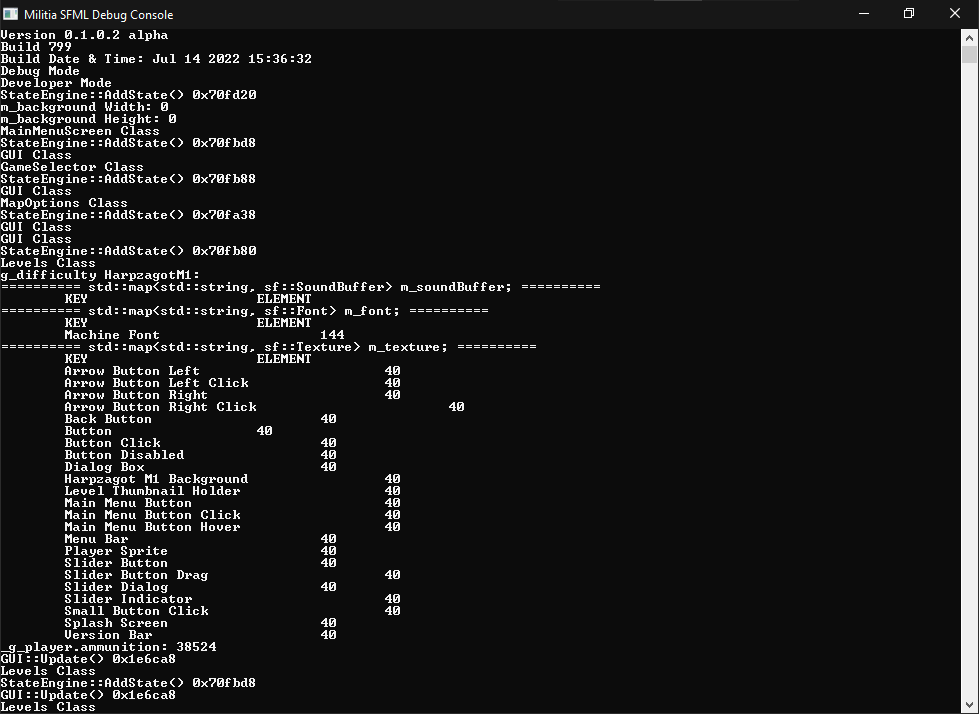 Militia SFML Debug Console
Version 0.1.0.2 alpha
Build 799
Build Date & Time: Jul 14 2022 15:36:32
Debug Mode
Developer Mode
StateEngine::AddState() 0x70fd20
m_background Width: 0
m_background Height: 0
MainMenuScreen Class
StateEngine::AddState() 0x70fbd8
GUI Class
GameSelector Class
StateEngine::AddState() 0x70fb88
GUI Class
MapOptions Class
StateEngine::AddState() 0x70fa38
GUI Class
GUI Class
StateEngine::AddState() 0x70fb80
Levels Class
g_difficulty HarpzagotM1:
========== std::map<std::string, sf::SoundBuffer> m_soundBuffer; ==========
KEY ELEMENT
========== std::map<std::string, sf::Font> m_font; ==========
KEY ELEMENT
Machine Font 144
========== std::map<std::string, sf::Texture> m_texture; ==========
KEY ELEMENT
Arrow Button Left 40
Arrow Button Left Click 40
Arrow Button Right 40
Arrow Button Right Click 40
Back Button 40
Button 40
Button Click 40
Button Disabled 40
Dialog Box 40
Harpzagot M1 Background 40
Level Thumbnail Holder 40
Main Menu Button 40
Main Menu Button Click 40
Main Menu Button Hover 40
Menu Bar 40
Player Sprite 40
Slider Button 40
Slider Button Drag 40
Slider Dialog 40
Slider Indicator 40
Small Button Click 40
Splash Screen 40
Version Bar 40
_g_player.ammunition: 38524
GUI::Update() 0x1e6ca8
Levels Class
StateEngine::AddState() 0x70fbd8
GUI::Update() 0x1e6ca8
Levels Class